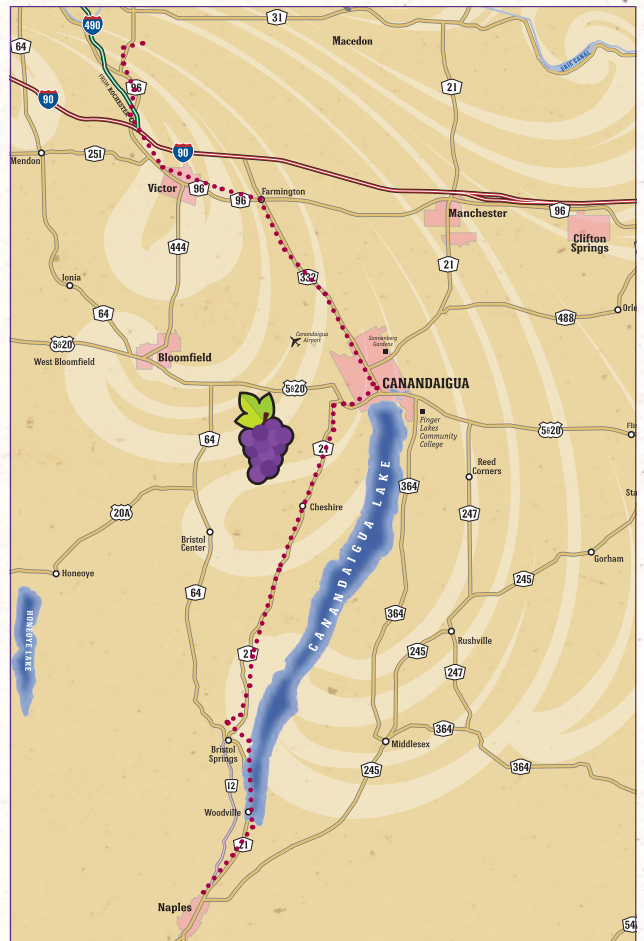 31
490
64
Macedon
ERIE CANAL
96
21
FROM ROCHESTER
90
90
Mendon
251
Victor
96
96
Farmington
Manchester
96
Clifton
Springs
444
332
21
Ionia
64
488
Orle
Canandaigua
Airport
Sonnenberg
Gardens
5&20
West Bloomfield
Bloomfield
CANANDAIGUA
5&20
Finger
Lakes
Community
College
5&20
64
21
Reed
Corners
364
Cheshire
247
20A
Bristol
Center
CANANDAIGUA LAKE
Sta
Gorham
Honeoye
64
245
HONEOYE LAKE
364
Rushville
21
245
247
364
Bristol
Springs
Middlesex
245
364
12
Woodville
21
Naples
54